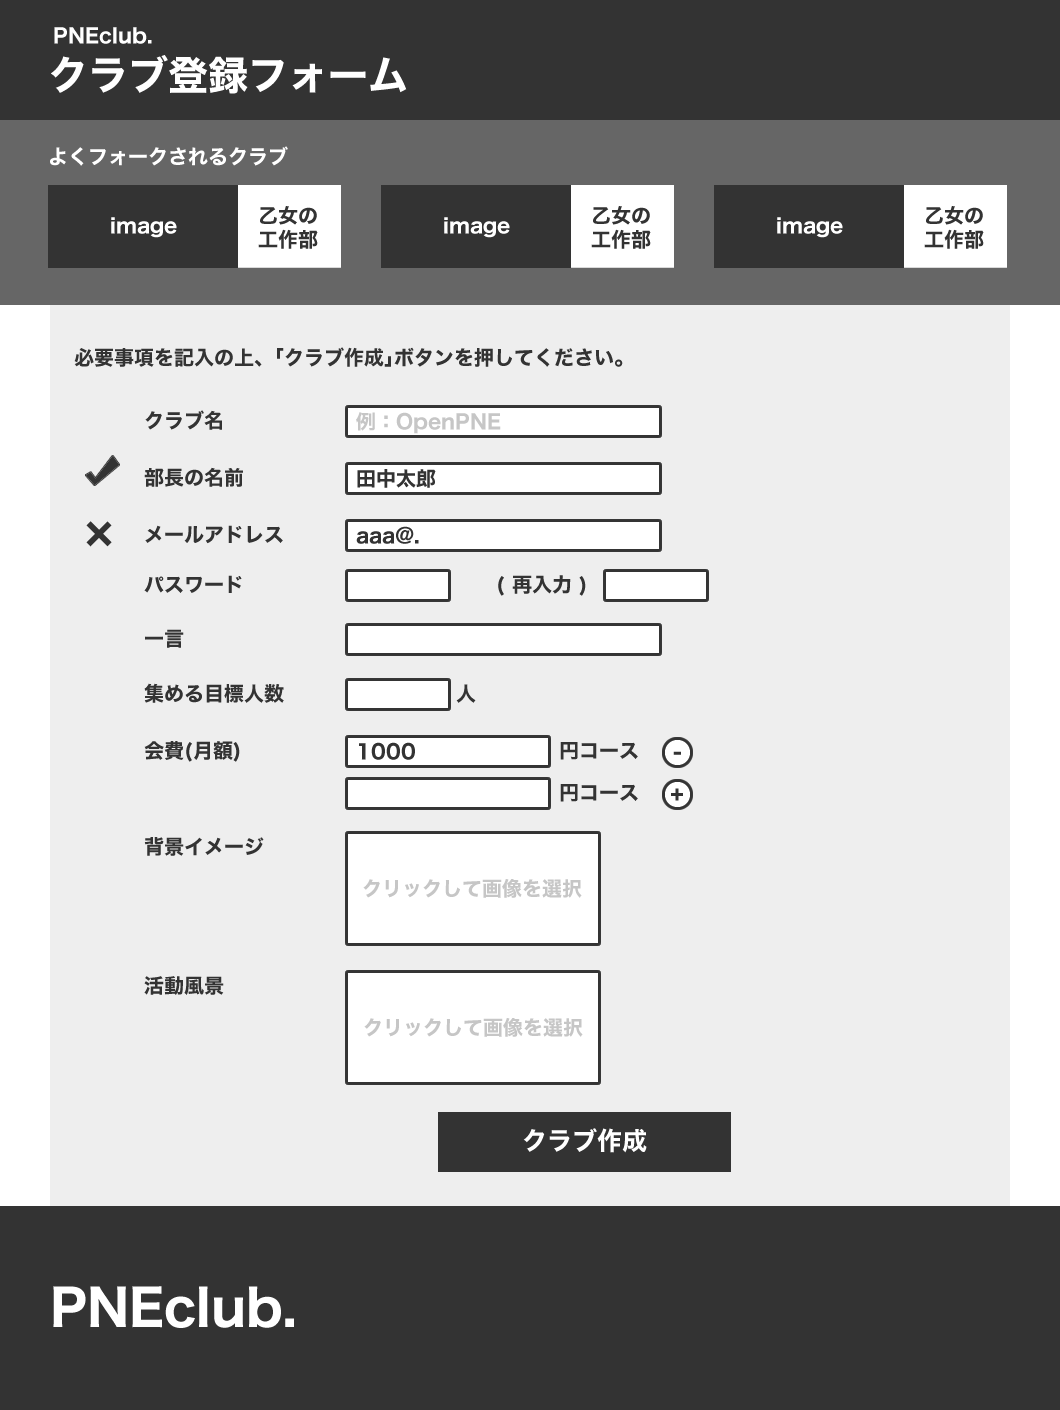 PNEclub.
クラブ登録フォーム
よくフォークされるクラブ
image
乙女の
工作部
image
乙女の
工作部
image
乙女の
工作部
必要事項を記入の上、「クラブ作成」ボタンを押してください。
クラブ名 例：OpenPNE
部長の名前 田中太郎
メールアドレス aaa@.
パスワード ( 再入力 )
一言
集める目標人数 人
会費(月額) 1000 円コース -
円コース +
背景イメージ
クリックして画像を選択
活動風景
クリックして画像を選択
クラブ作成
PNEclub.